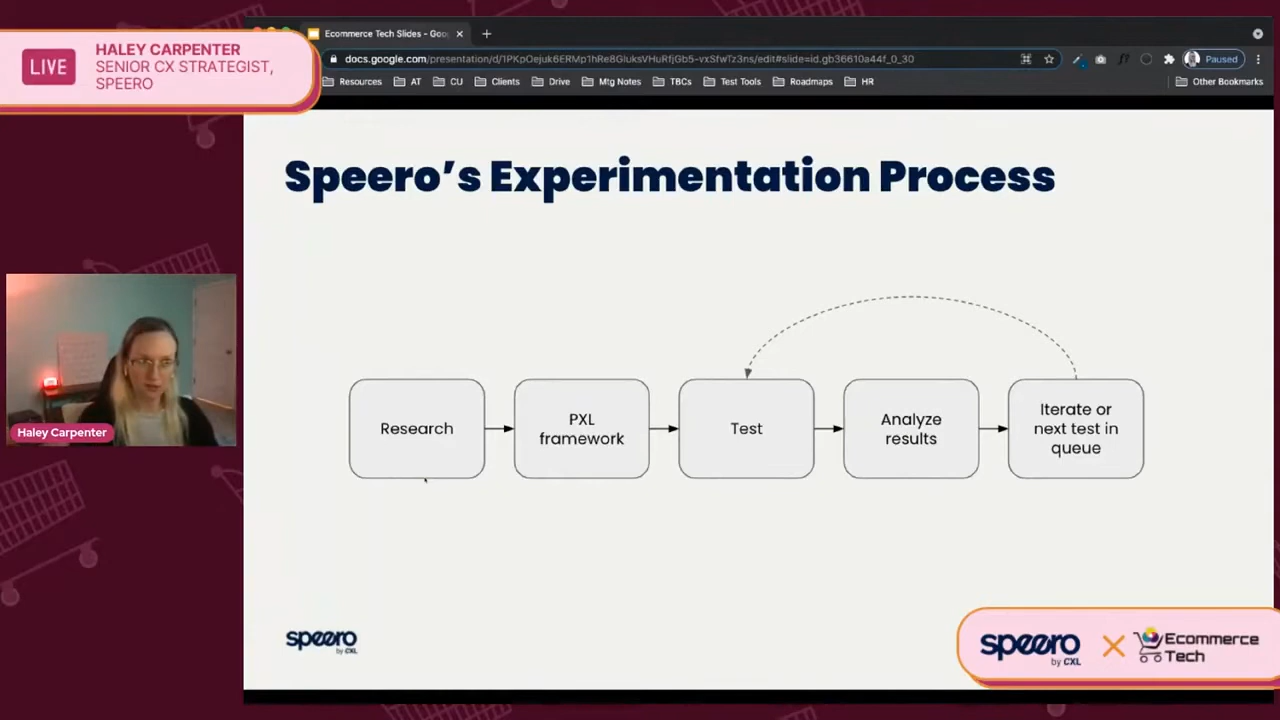 HALEY CARPENTER
LIVE
SENIOR CX STRATEGIST,
SPEERO
Ecommerce Tech Slides - Goo
docs.google.com/presentation/d/1PKpOejuk6ERMp1hRe8GluksVHuRfjGb5-vxSfwTz3ns/edit#slide=id.gb36610a44f_0_30
Paused
Resources AT CU Clients Drive Mtg Notes TBCs Test Tools Roadmaps HR Other Bookmarks
Speero's Experimentation Process
Research
PXL
framework
Test
Analyze
results
Iterate or
next test in
queue
Haley Carpenter
speero
by CXL
speero
by CXL
Ecommerce
Tech